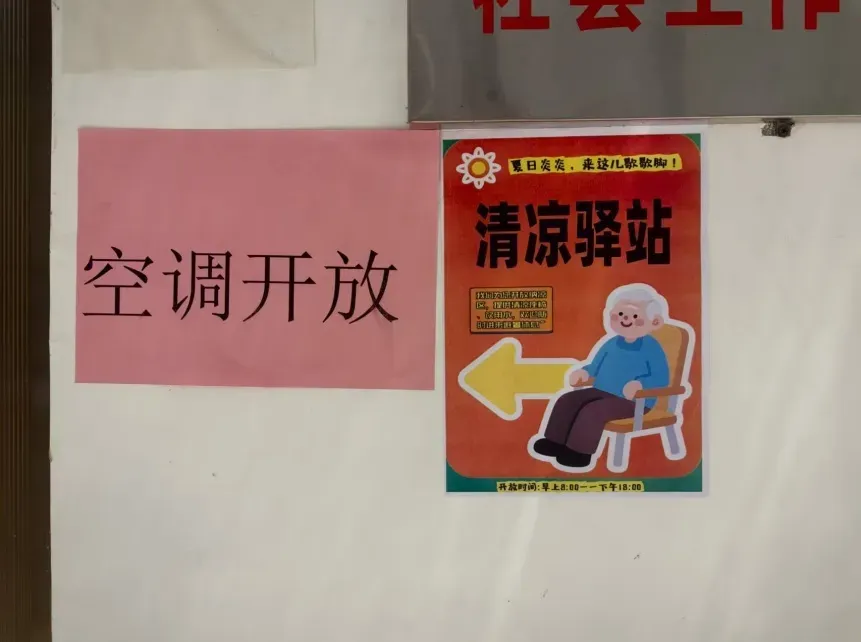 社会工作
空调开放
夏日炎炎，来这儿歇歇脚！
清凉驿站
开放时间:早上8:00——下午18:00